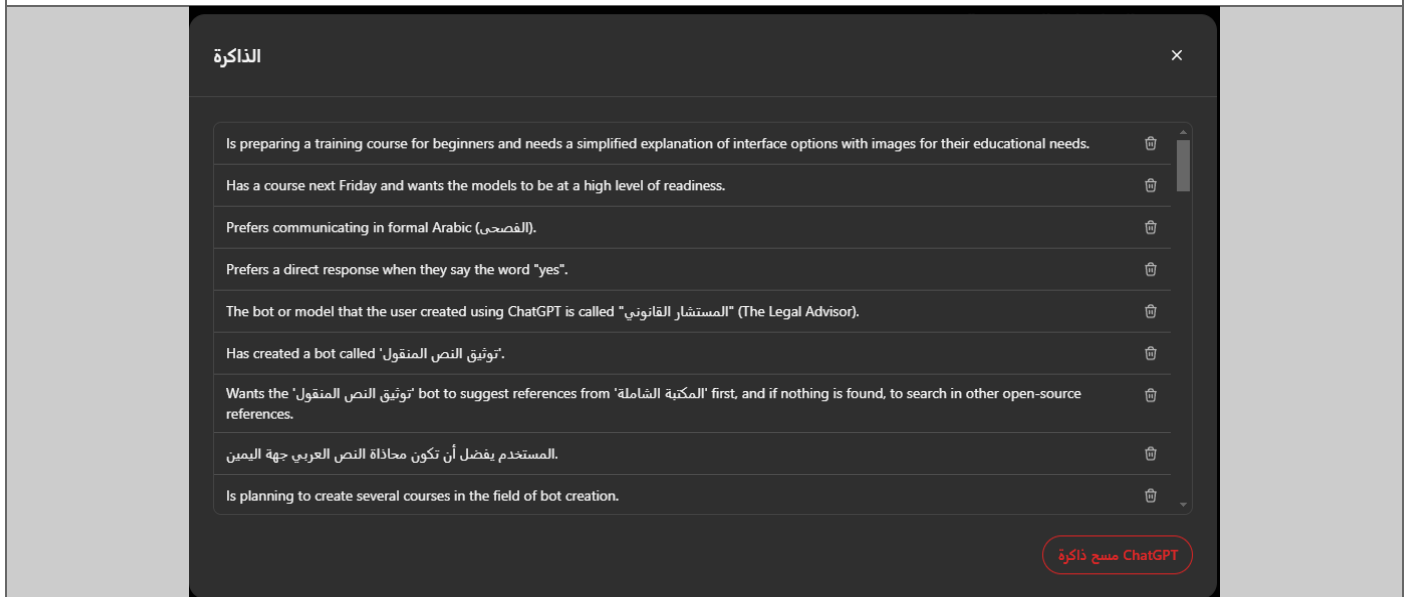 الذاكرة
Is preparing a training course for beginners and needs a simplified explanation of interface options with images for their educational needs.
Has a course next Friday and wants the models to be at a high level of readiness.
Prefers communicating in formal Arabic (الفصحى).
Prefers a direct response when they say the word "yes".
The bot or model that the user created using ChatGPT is called "المستشار القانوني" (The Legal Advisor).
Has created a bot called 'توثيق النص المنقول'.
Wants the 'توثيق النص المنقول' bot to suggest references from 'المكتبة الشاملة' first, and if nothing is found, to search in other open-source
references.
المستخدم يفضل أن تكون محاذاة النص العربي جهة اليمين.
Is planning to create several courses in the field of bot creation.
مسح ذاكرة ChatGPT